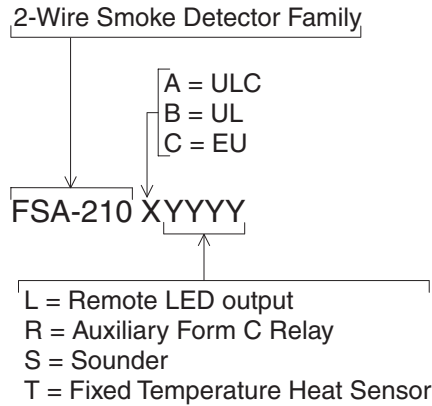 2-Wire Smoke Detector Family
A = ULC
B = UL
C = EU
FSA-210 XYYYY
L = Remote LED output
R = Auxiliary Form C Relay
S = Sounder
T = Fixed Temperature Heat Sensor